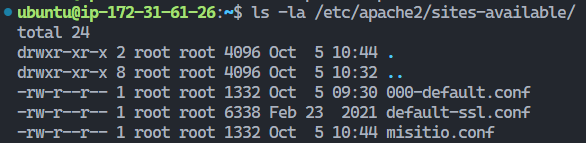 ubuntu@ip-172-31-61-26:~$ ls -la /etc/apache2/sites-available/
total 24
drwxr-xr-x 2 root root 4096 Oct  5 10:44 .
drwxr-xr-x 8 root root 4096 Oct  5 10:32 ..
-rw-r--r-- 1 root root 1332 Oct  5 09:30 000-default.conf
-rw-r--r-- 1 root root 6338 Feb 23  2021 default-ssl.conf
-rw-r--r-- 1 root root 1332 Oct  5 10:44 misitio.conf